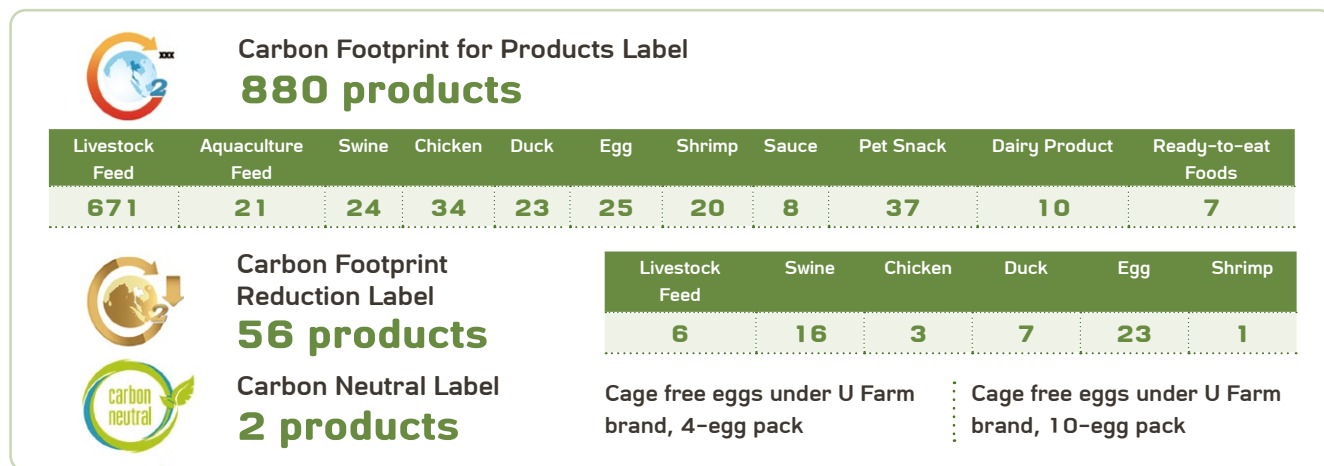 Carbon Footprint for Products Label
880 products
xxx
2
Livestock Feed Aquaculture Feed Swine Chicken Duck Egg Shrimp Sauce Pet Snack Dairy Product Ready-to-eat Foods
671 21 24 34 23 25 20 8 37 10 7
Carbon Footprint
Reduction Label
56 products
2
Livestock Feed Swine Chicken Duck Egg Shrimp
6 16 3 7 23 1
carbon
neutral
Carbon Neutral Label
2 products
Cage free eggs under U Farm
brand, 4-egg pack
Cage free eggs under U Farm
brand, 10-egg pack